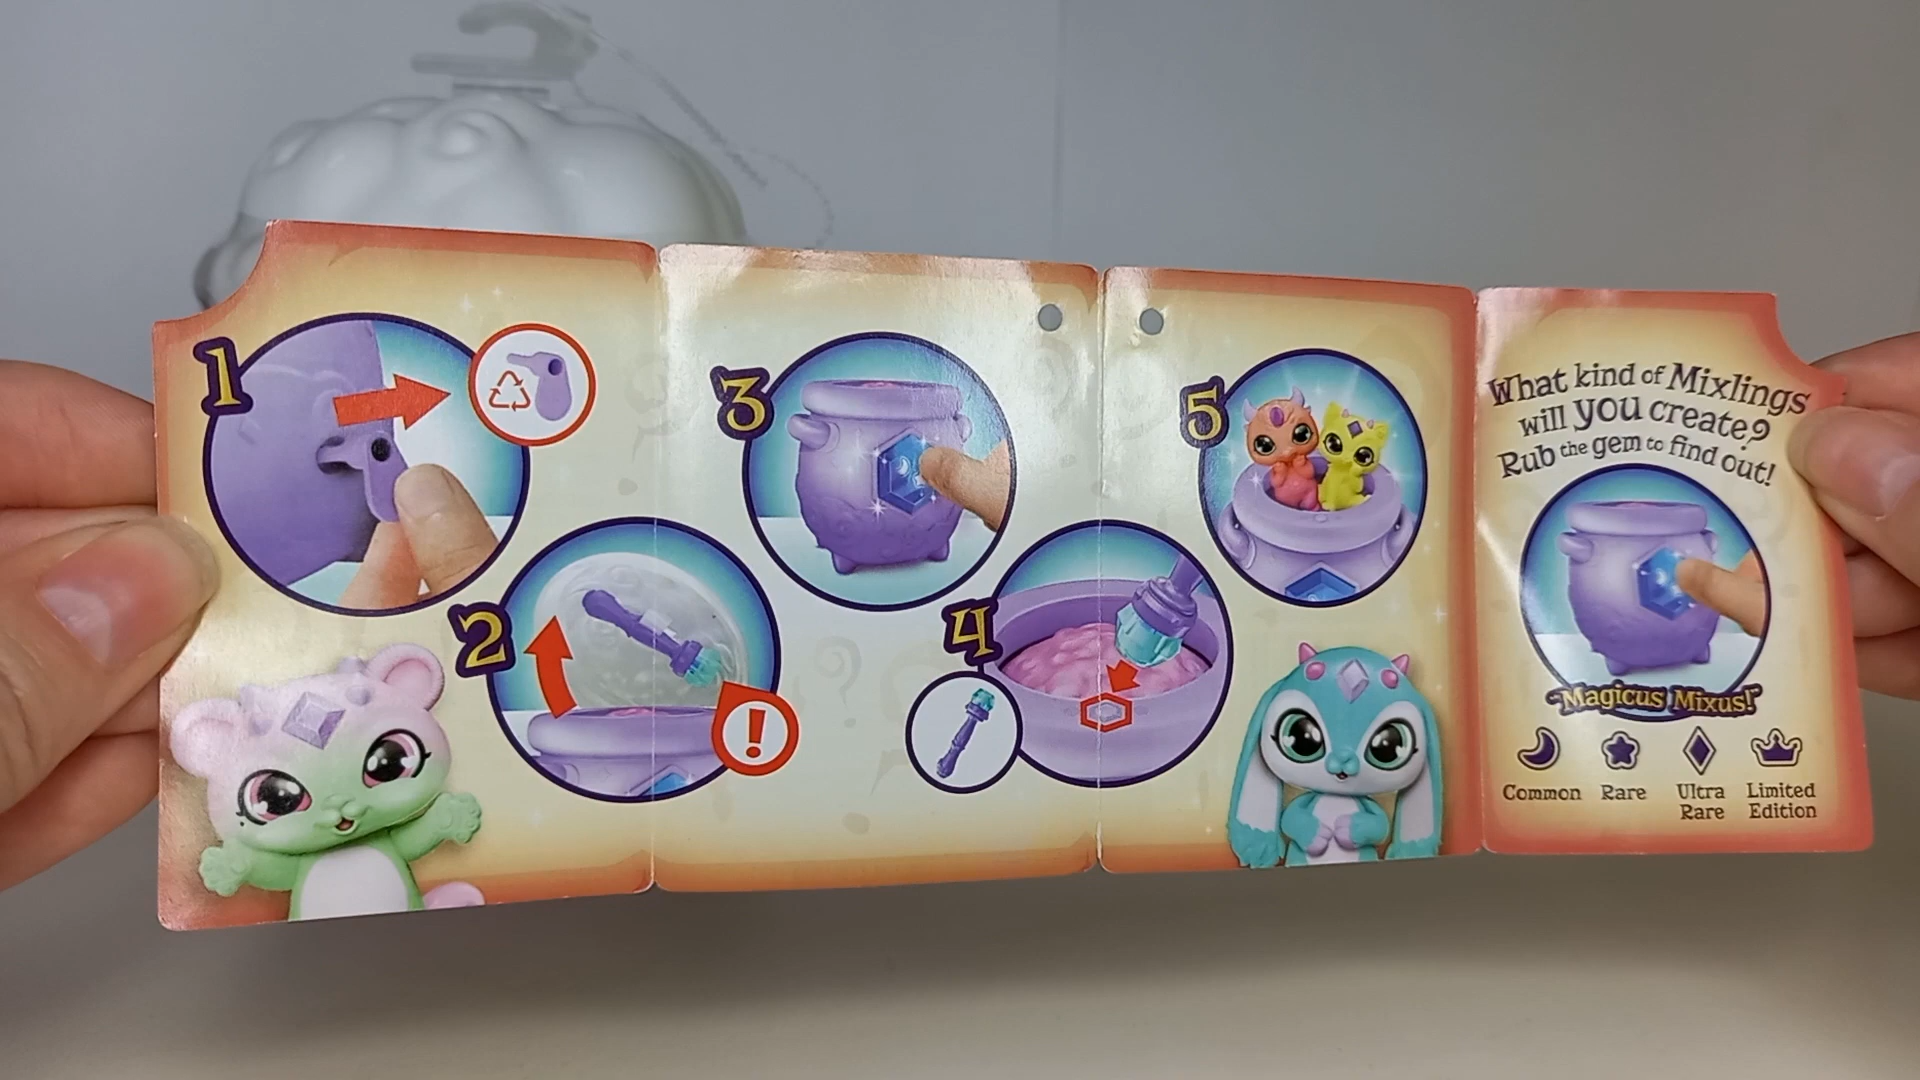 1
2
3
4
5
!
What kind of Mixlings
will you create?
Rub the gem to find out!
"Magicus Mixus!"
Common
Rare
Ultra
Rare
Limited
Edition